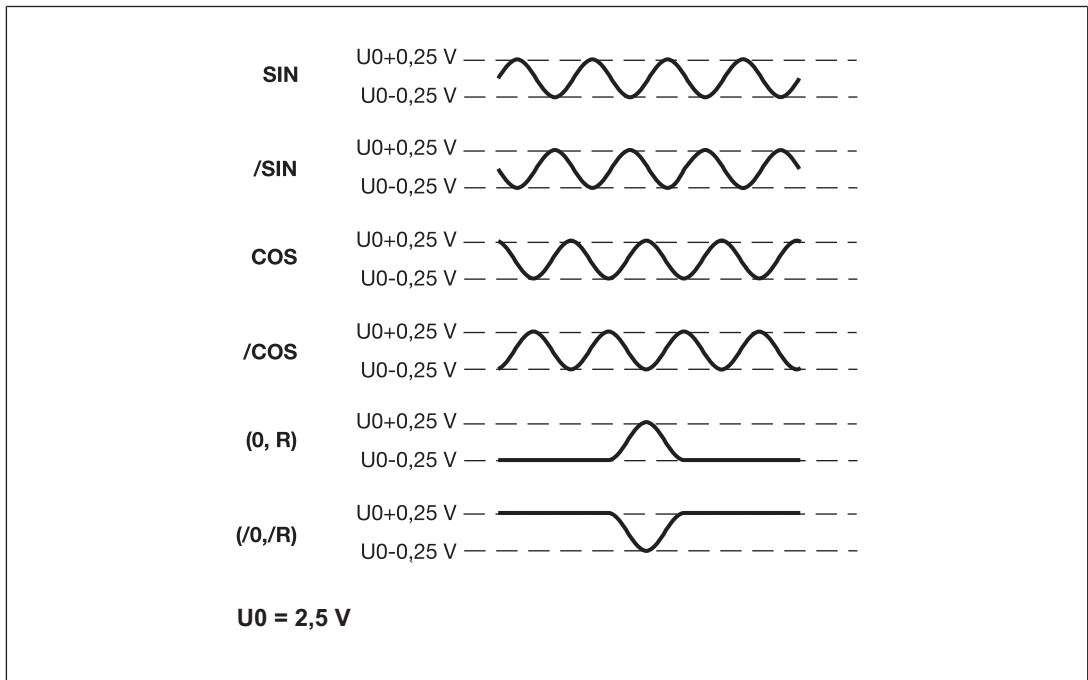 U0+0,25 V
SIN
U0-0,25 V
U0+0,25 V
/SIN
U0-0,25 V
U0+0,25 V
COS
U0-0,25 V
U0+0,25 V
/COS
U0-0,25 V
U0+0,25 V
(0, R)
U0-0,25 V
U0+0,25 V
(/0,/R)
U0-0,25 V
U0 = 2,5 V